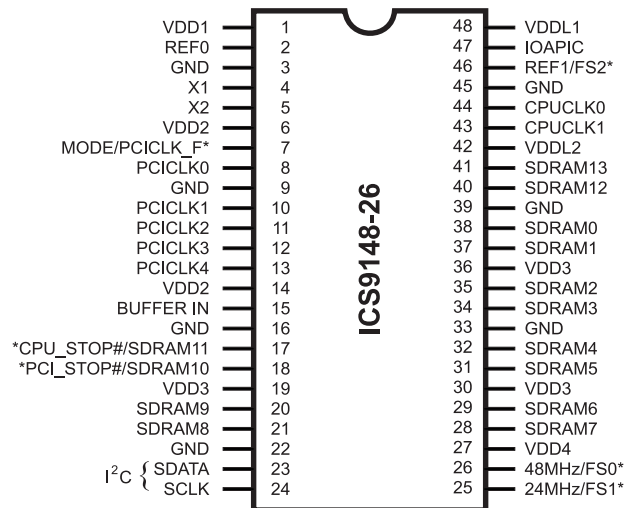 VDD1 1 48 VDDL1
REF0 2 47 IOAPIC
GND 3 46 REF1/FS2*
X1 4 45 GND
X2 5 44 CPUCLK0
VDD2 6 43 CPUCLK1
MODE/PCICLK_F* 7 42 VDDL2
PCICLK0 8 41 SDRAM13
GND 9 40 SDRAM12
PCICLK1 10 39 GND
PCICLK2 11 38 SDRAM0
PCICLK3 12 37 SDRAM1
PCICLK4 13 36 VDD3
VDD2 14 35 SDRAM2
BUFFER IN 15 34 SDRAM3
GND 16 33 GND
*CPU_STOP#/SDRAM11 17 32 SDRAM4
*PCI_STOP#/SDRAM10 18 31 SDRAM5
VDD3 19 30 VDD3
SDRAM9 20 29 SDRAM6
SDRAM8 21 28 SDRAM7
GND 22 27 VDD4
I²C { SDATA 23 26 48MHz/FS0*
SCLK 24 25 24MHz/FS1*
ICS9148-26